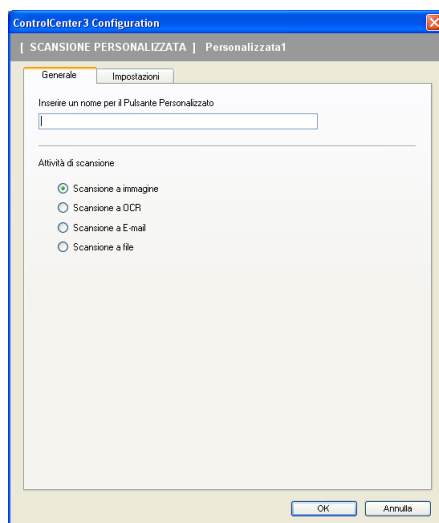 ControlCenter3 Configuration
[ SCANSIONE PERSONALIZZATA ] Personalizzata1
Generale Impostazioni
Inserire un nome per il Pulsante Personalizzato
Attività di scansione
Scansione a immagine
Scansione a OCR
Scansione a E-mail
Scansione a file
OK Annulla